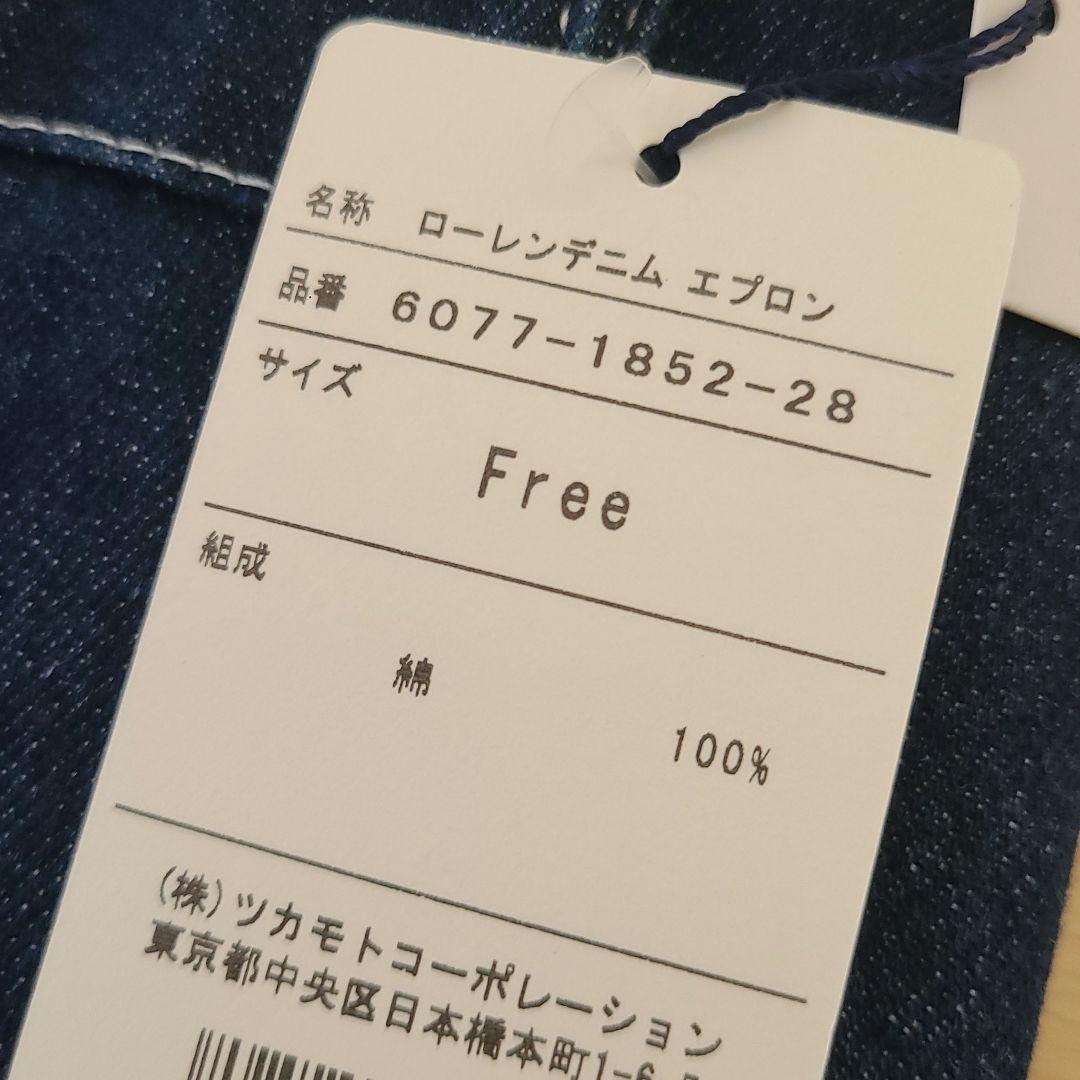 名称 ローレンデニム エプロン
品番 6077-1852-28
サイズ
Free
組成
綿 100%
(株)ツカモトコーポレーション
東京都中央区日本橋本町1-6